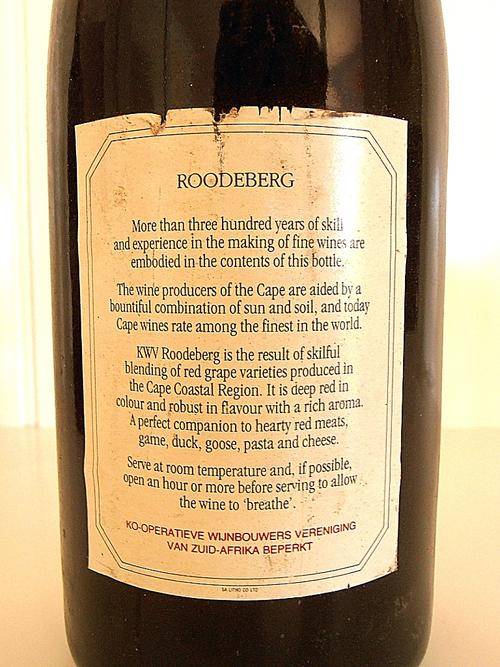 ROODEBERG
More than three hundred years of skill
and experience in the making of fine wines are
embodied in the contents of this bottle.
The wine producers of the Cape are aided by a
bountiful combination of sun and soil, and today
Cape wines rate among the finest in the world.
KWV Roodeberg is the result of skilful
blending of red grape varieties produced in
the Cape Coastal Region. It is deep red in
colour and robust in flavour with a rich aroma.
A perfect companion to hearty red meats,
game, duck, goose, pasta and cheese.
Serve at room temperature and, if possible,
open an hour or more before serving to allow
the wine to ‘breathe’.
KO-OPERATIEVE WIJNBOUWERS VERENIGING
VAN ZUID-AFRIKA BEPERKT
SA LITHO CO LTD